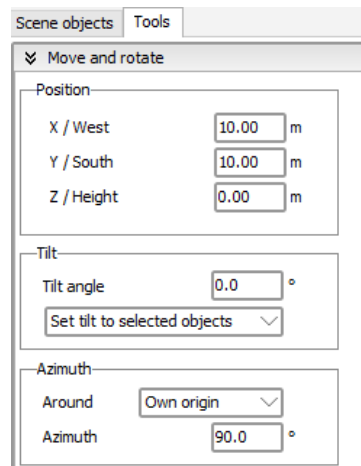 Scene objects Tools
Move and rotate
Position
X / West 10.00 m
Y / South 10.00 m
Z / Height 0.00 m
Tilt
Tilt angle 0.0 °
Set tilt to selected objects
Azimuth
Around Own origin
Azimuth 90.0 °